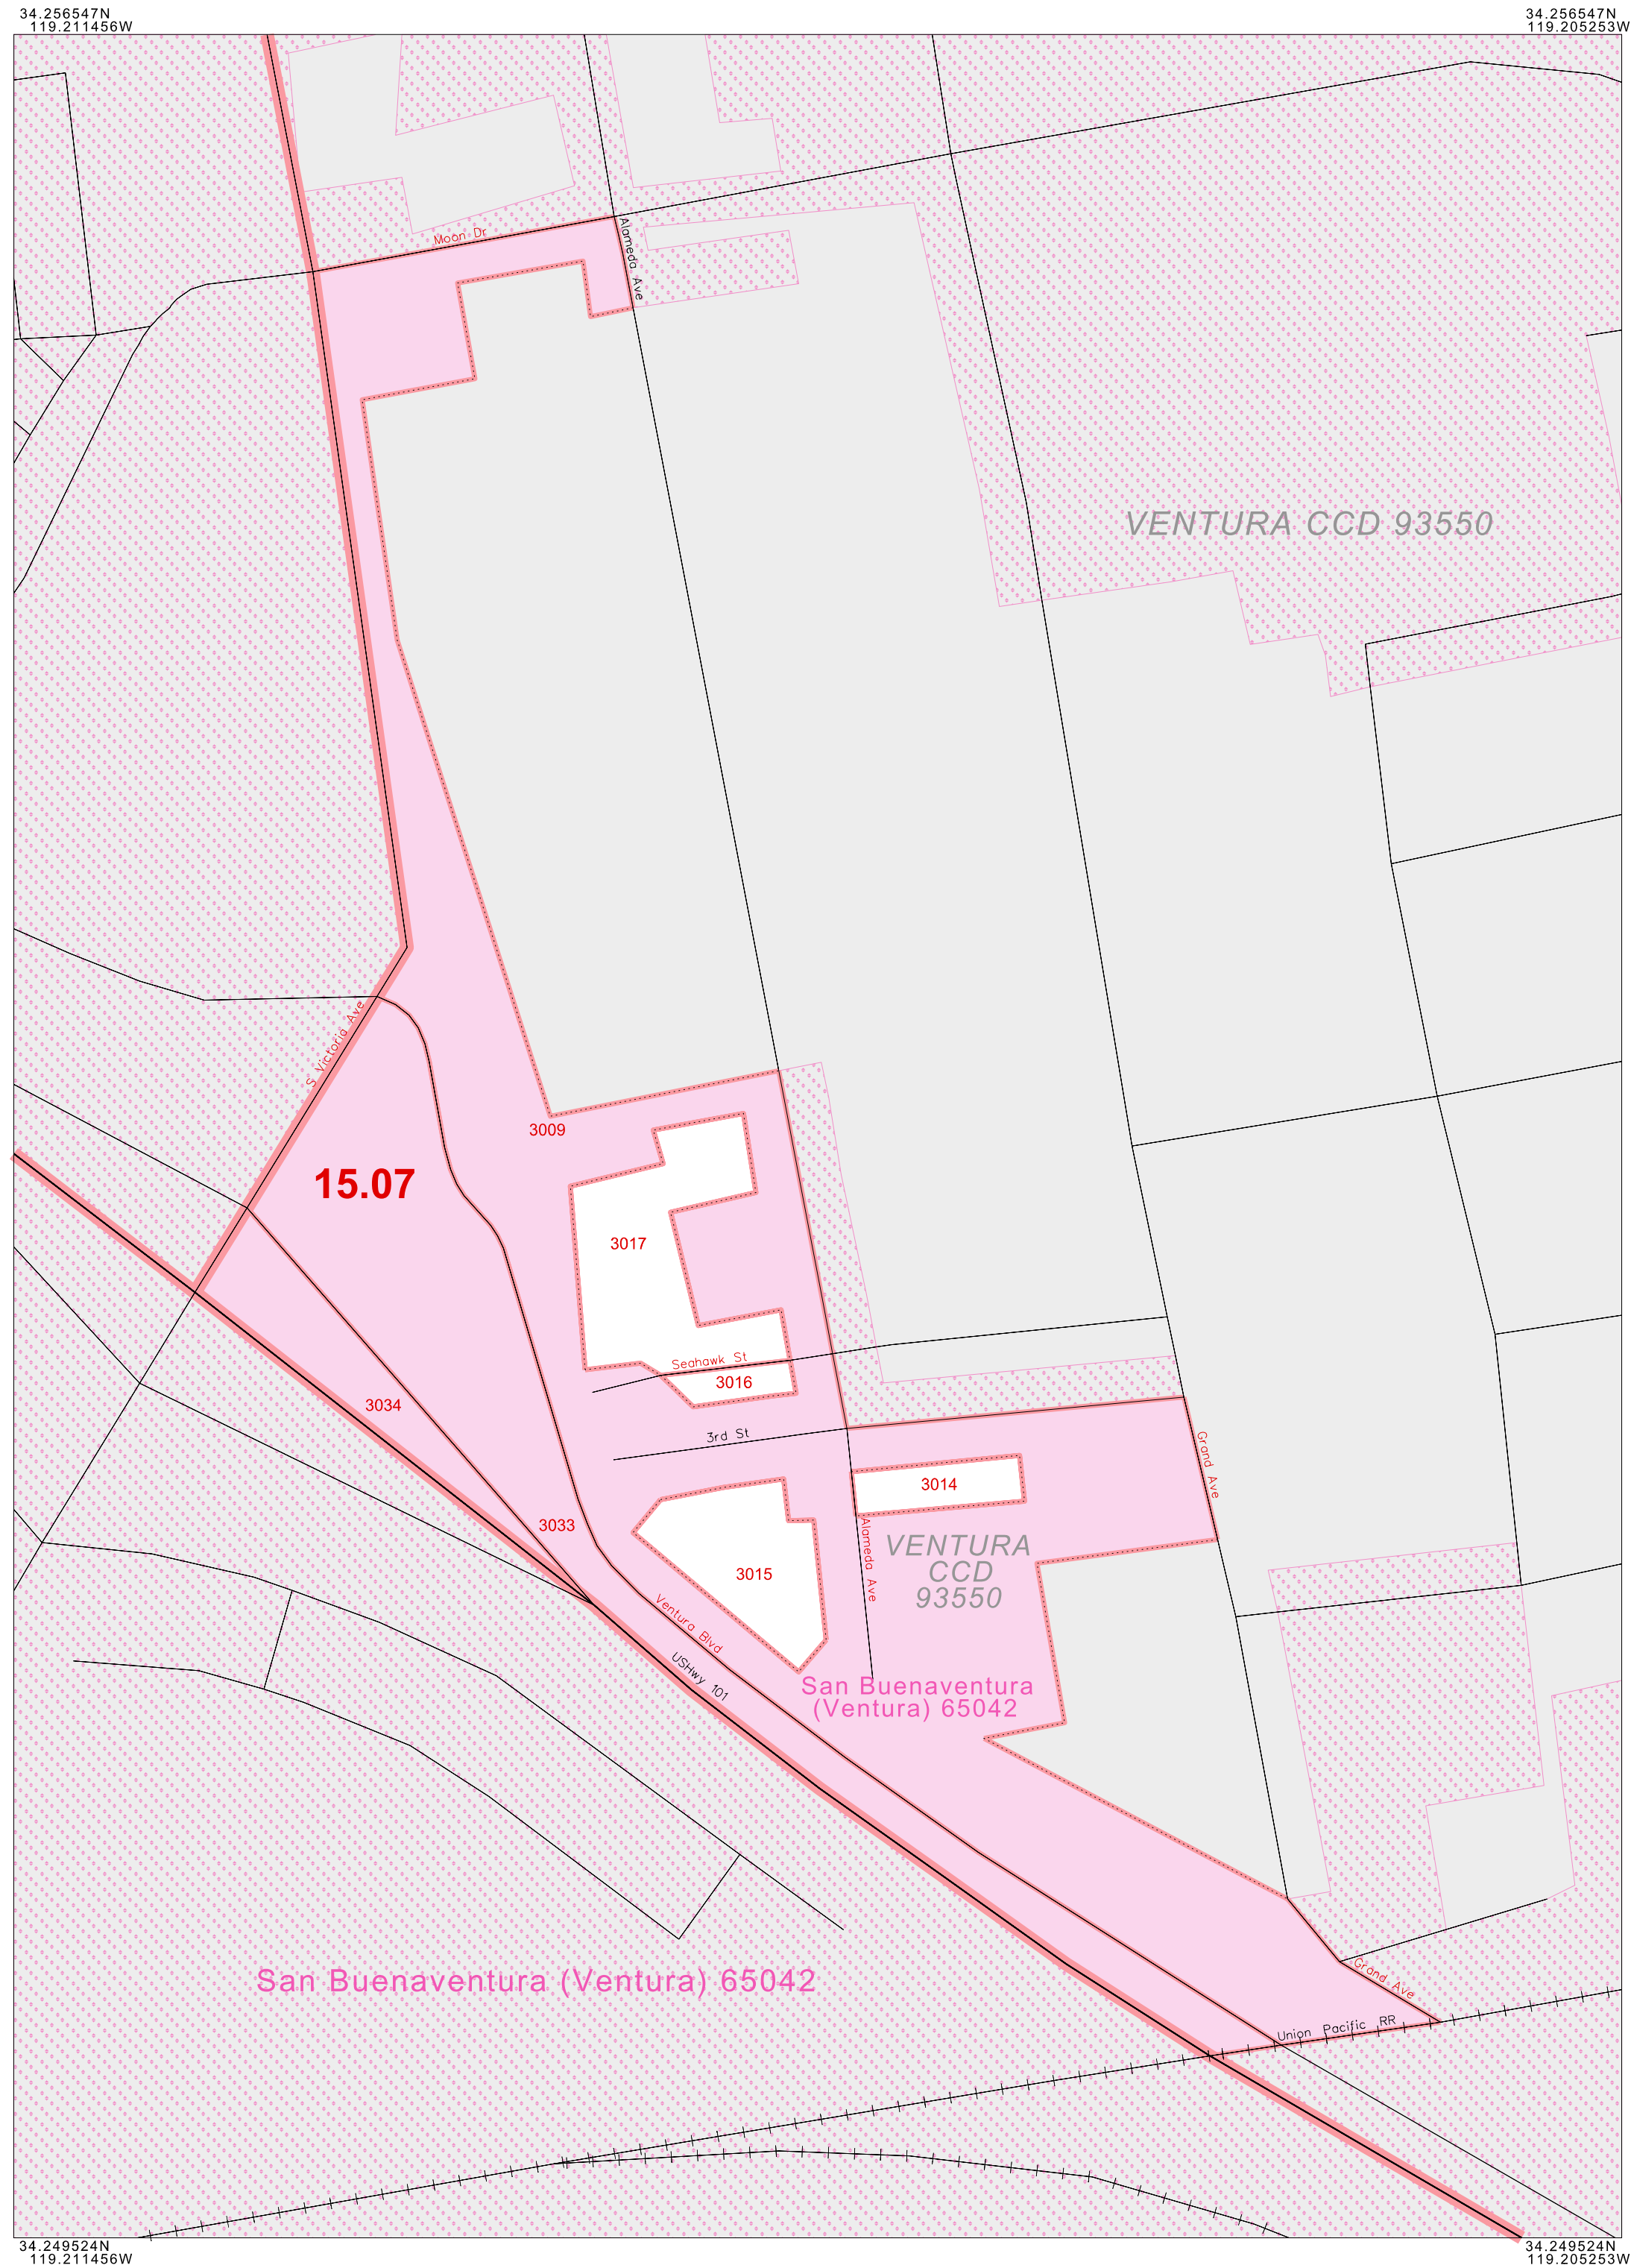 34.256547N
119.211456W
34.256547N
119.205253W
Moon Dr
Alameda Ave
VENTURA CCD 93550
S Victoria Ave
3009
15.07
3017
Seahawk St
3016
3034
3rd St
Grand Ave
3014
3033
Alameda Ave
VENTURA
CCD
93550
3015
Ventura Blvd
USHwy 101
San Buenaventura
(Ventura) 65042
San Buenaventura (Ventura) 65042
Grand Ave
Union Pacific RR
34.249524N
119.211456W
34.249524N
119.205253W